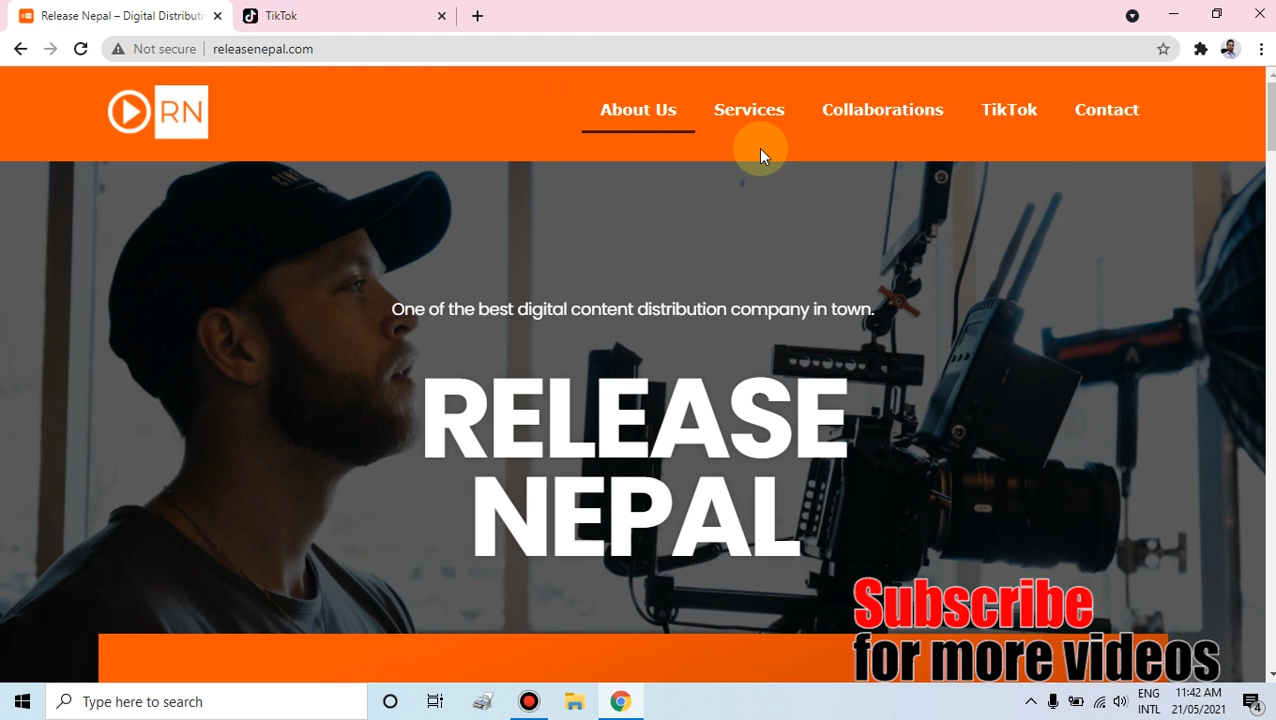 Release Nepal – Digital Distributi
TikTok
Not secure
releasenepal.com
RN
About Us
Services
Collaborations
TikTok
Contact
One of the best digital content distribution company in town.
RELEASE
NEPAL
Subscribe
for more videos
Type here to search
ENG
INTL
11:42 AM
21/05/2021
4